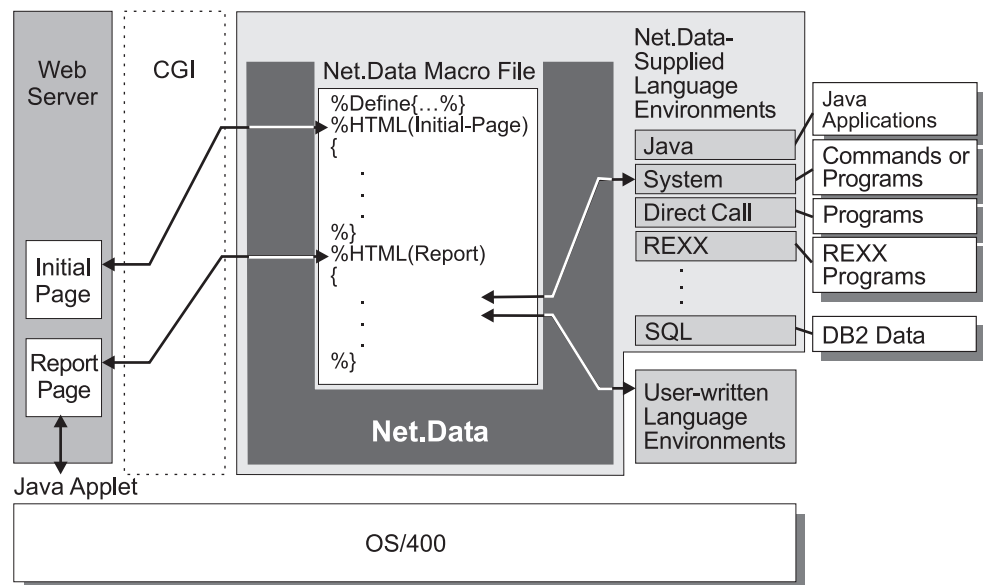 Web
Server
CGI
Initial
Page
Report
Page
Java Applet
Net.Data Macro File
%Define{...%}
%HTML(Initial-Page)
{
.
.
.
%}
%HTML(Report)
{
.
.
.
%}
Net.Data
Net.Data-
Supplied
Language
Environments
Java
System
Direct Call
REXX
.
.
.
SQL
User-written
Language
Environments
Java
Applications
Commands or
Programs
Programs
REXX
Programs
DB2 Data
OS/400